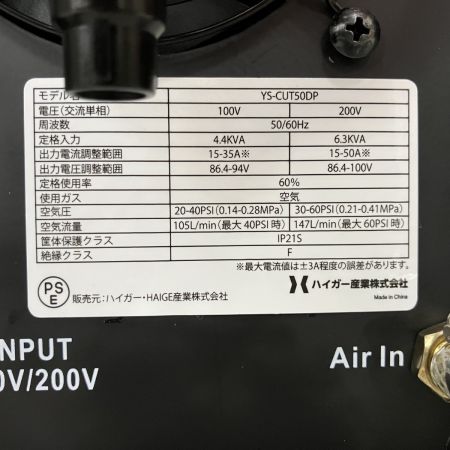 モデル YS-CUT50DP
電圧(交流単相) 100V 200V
周波数 50/60Hz
定格入力 4.4KVA 6.3KVA
出力電流調整範囲 15-35A※ 15-50A※
出力電圧調整範囲 86.4-94V 86.4-100V
定格使用率 60%
使用ガス 空気
空気圧 20-40PSI(0.14-0.28MPa) 30-60PSI(0.21-0.41MPa)
空気流量 105L/min(最大 40PSI 時) 147L/min(最大 60PSI 時)
筐体保護クラス IP21S
絶縁クラス F
※最大電流値は±3A程度の誤差があります。
PS
E
販売元:ハイガー・HAIGE産業株式会社
ハイガー産業株式会社
Made in China
INPUT
0V/200V
Air In